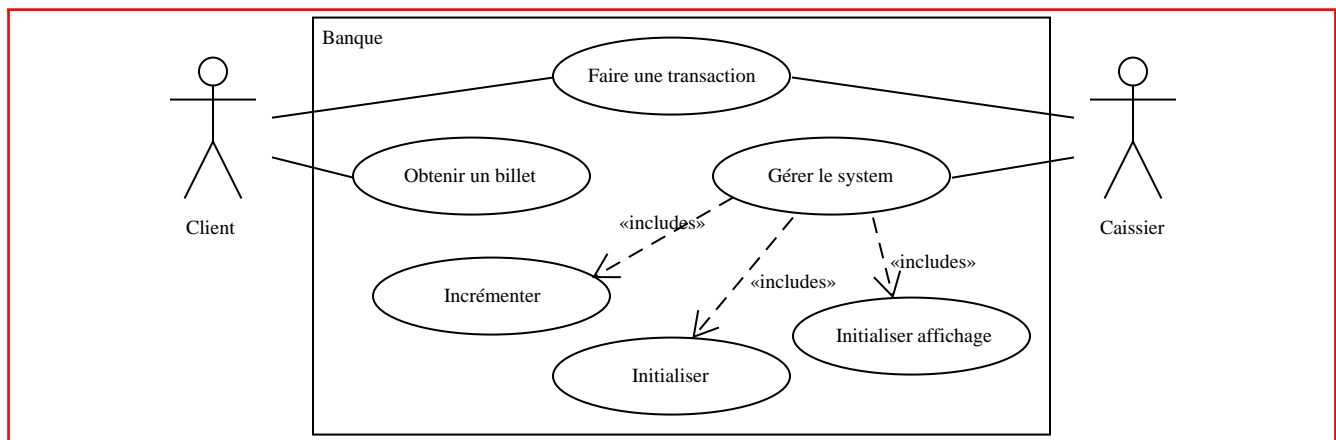 Banque
Faire une transaction
Obtenir un billet
Gérer le system
Client
«includes»
Caissier
«includes»
«includes»
Incrémenter
Initialiser affichage
Initialiser